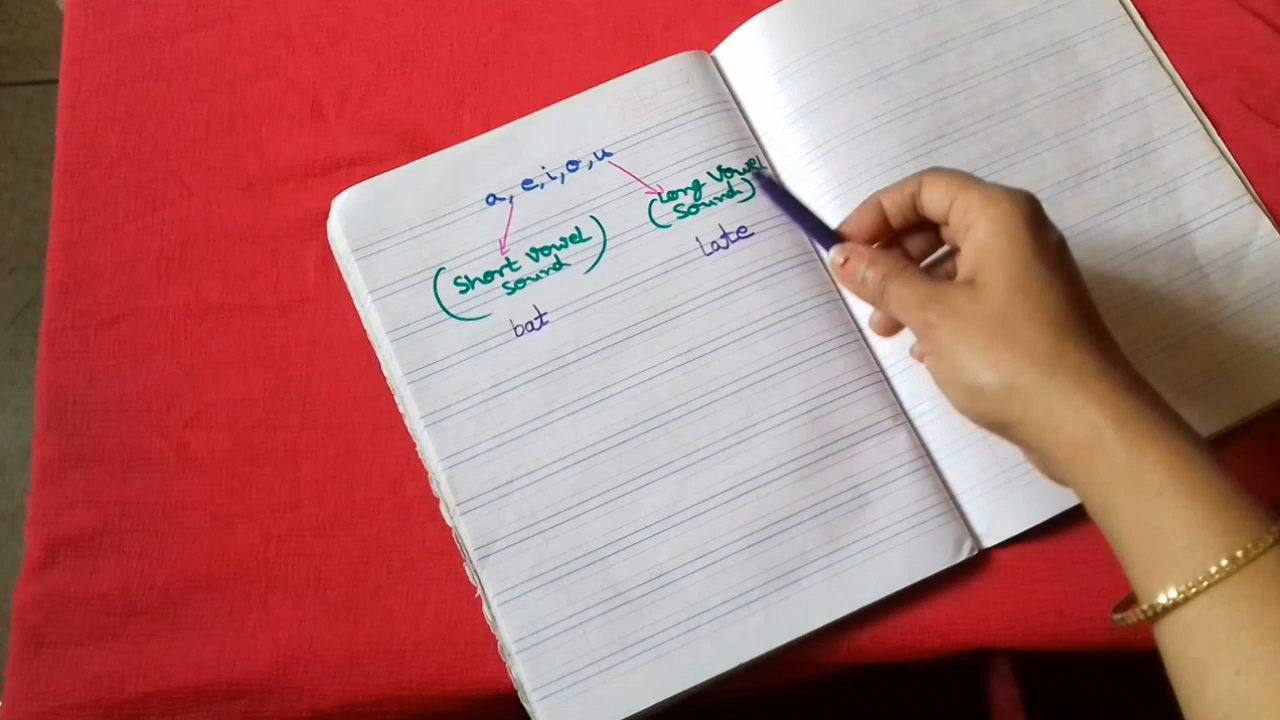 a, e, i, o, u
(Short vowel
sound)
bat
(Long vowel
sound)
Late